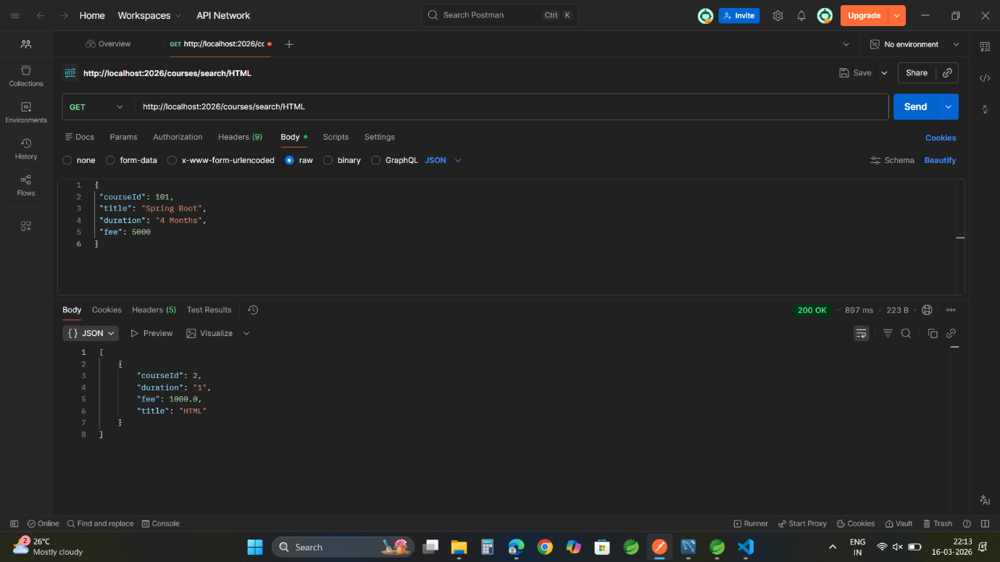 Home Workspaces API Network Search Postman Ctrl K Invite Upgrade
Overview GET http://localhost:2026/cc No environment
HTTP http://localhost:2026/courses/search/HTML Save Share
GET http://localhost:2026/courses/search/HTML Send
Docs Params Authorization Headers (9) Body Scripts Settings Cookies
none form-data x-www-form-urlencoded raw binary GraphQL JSON Schema Beautify
Collections
Environments
History
Flows
1 {
2 "courseId": 101,
3 "title": "Spring Boot",
4 "duration": "4 Months",
5 "fee": 5000
6 }
Body Cookies Headers (5) Test Results 200 OK 897 ms 223 B
{} JSON Preview Visualize
1 [
2 {
3 "courseId": 2,
4 "duration": "1",
5 "fee": 1000.0,
6 "title": "HTML"
7 }
8 ]
AI
Online Find and replace Console Runner Start Proxy Cookies Vault Trash
2 26°C
Mostly cloudy
Search
ENG
IN
22:13
16-03-2026